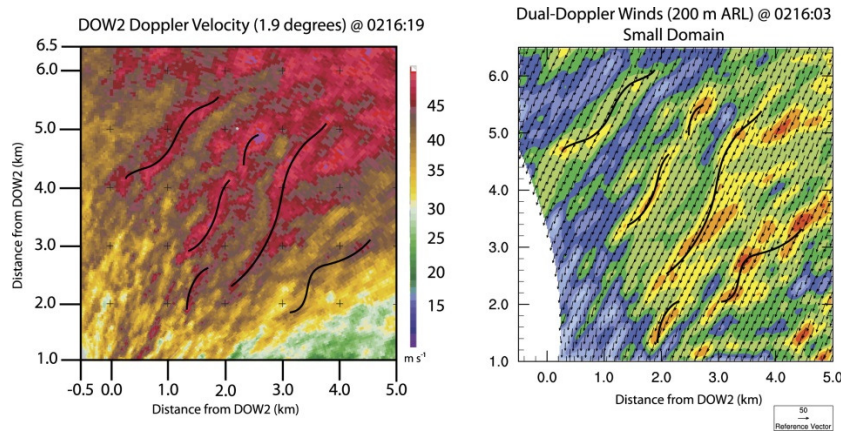 DOW2 Doppler Velocity (1.9 degrees) @ 0216:19
6.5
6.0
5.0
4.0
3.0
2.0
1.0
Distance from DOW2 (km)
-0.5 0.0 1.0 2.0 3.0 4.0 5.0
Distance from DOW2 (km)
45
40
35
30
25
20
15
m s⁻¹
Dual-Doppler Winds (200 m ARL) @ 0216:03
Small Domain
6.0
5.0
4.0
3.0
2.0
1.0
0.0 1.0 2.0 3.0 4.0 5.0
Distance from DOW2 (km)
50
Reference Vector